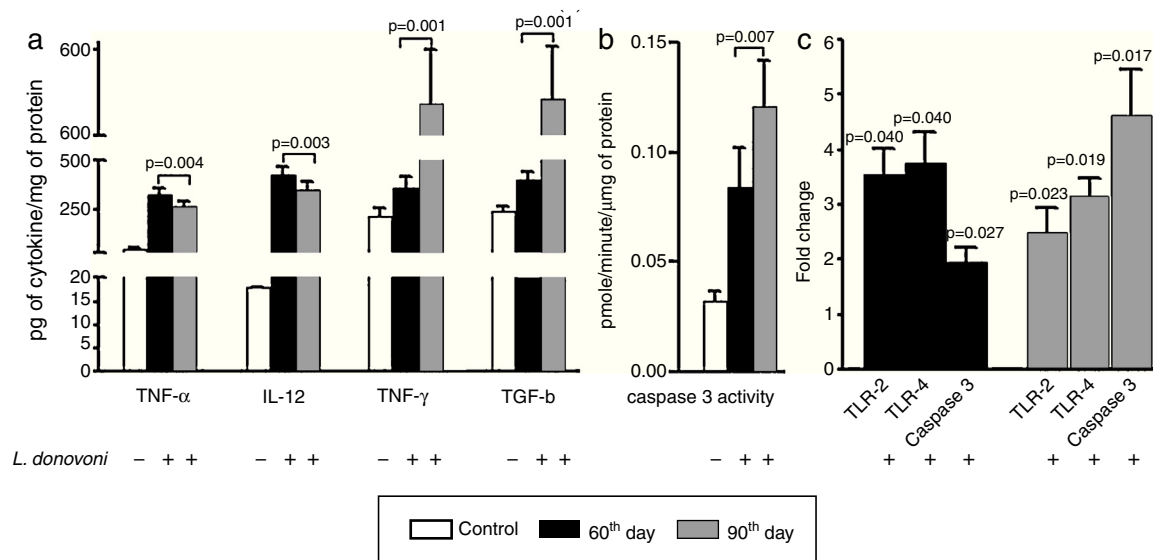 a
pg of cytokine/mg of protein
600
600
500
250
20
15
10
5
0
p=0.004
p=0.003
p=0.001
p=0.001
TNF-α
IL-12
TNF-γ
TGF-b
b
pmole/minute/µmg of protein
0.15
0.10
0.05
0.00
p=0.007
caspase 3 activity
c
Fold change
6
5
4
3
2
1
0
p=0.040
p=0.040
p=0.027
p=0.023
p=0.019
p=0.017
TLR-2
TLR-4
Caspase 3
TLR-2
TLR-4
Caspase 3
L. donovoni – + + – + + – + + – + + – + + + + + + + +
Control 60th day 90th day